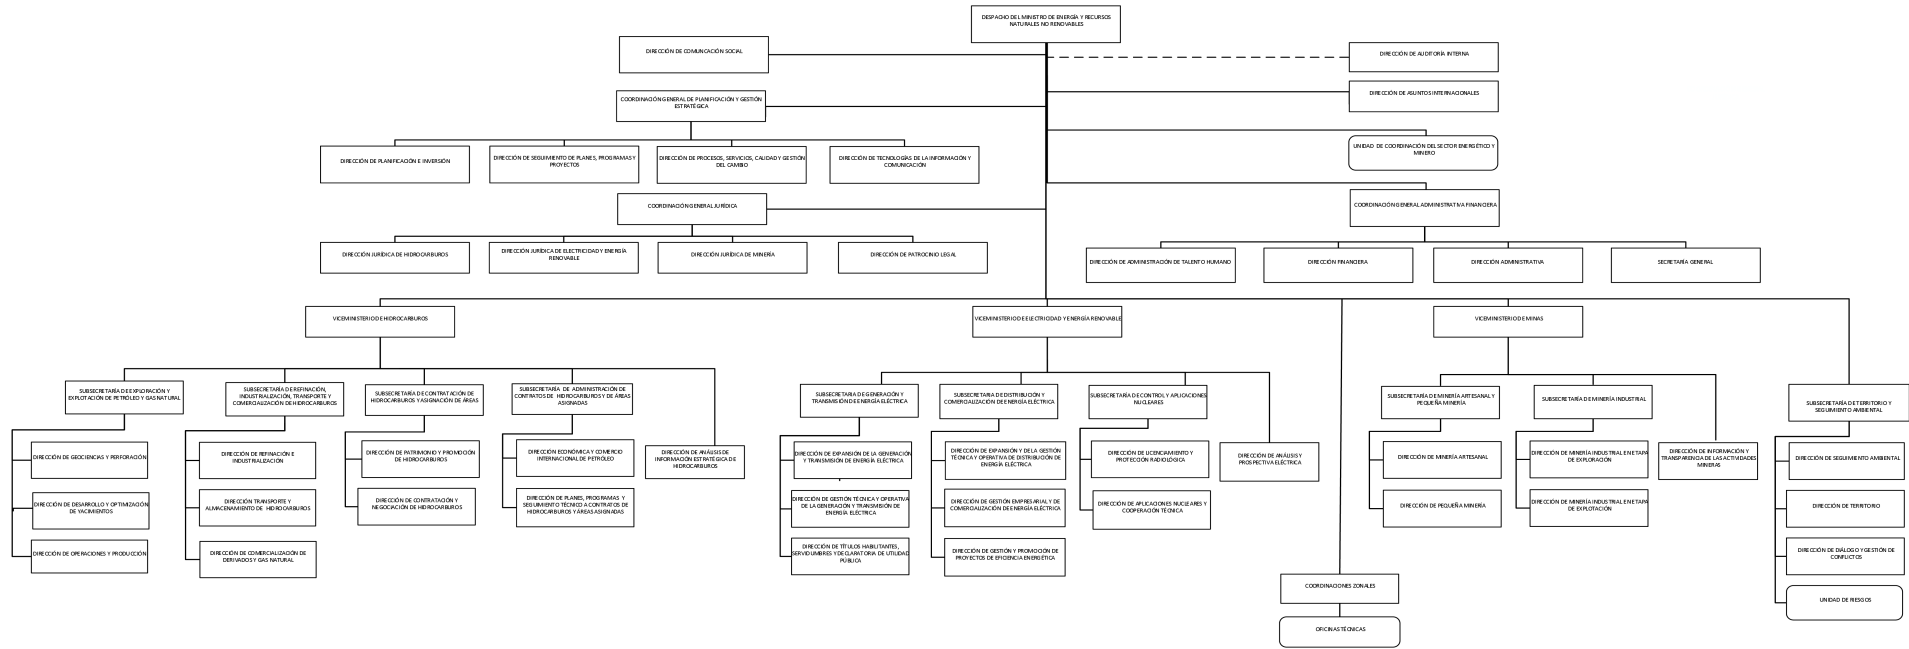 DESPACHO DEL MINISTRO DE ENERGÍA Y RECURSOS
NATURALES NO RENOVABLES
DIRECCIÓN DE COMUNCACIÓN SOCIAL
DIRECCIÓN DE AUDITORÍA INTERNA
DIRECCIÓN DE ASUNTOS INTERNACIONALES
COORDINACIÓN GENERAL DE PLANIFICACIÓN Y GESTIÓN
ESTRATÉGICA
UNIDAD DE COORDINACIÓN DEL SECTOR ENERGÉTICO Y
MINERO
DIRECCIÓN DE PLANIFICACIÓN E INVERSIÓN
DIRECCIÓN DE SEGUIMIENTO DE PLANES, PROGRAMAS Y
PROYECTOS
DIRECCIÓN DE PROCESOS, SERVICIOS, CALIDAD Y GESTIÓN
DEL CAMBIO
DIRECCIÓN DE TECNOLOGÍAS DE LA INFORMACIÓN Y
COMUNICACIÓN
COORDINACIÓN GENERAL JURÍDICA
COORDINACIÓN GENERAL ADMINISTRATIVA FINANCIERA
DIRECCIÓN JURÍDICA DE HIDROCARBUROS
DIRECCIÓN JURÍDICA DE ELECTRICIDAD Y ENERGÍA
RENOVABLE
DIRECCIÓN JURÍDICA DE MINERÍA
DIRECCIÓN DE PATROCINIO LEGAL
DIRECCIÓN DE ADMINISTRACIÓN DE TALENTO HUMANO
DIRECCIÓN FINANCIERA
DIRECCIÓN ADMINISTRATIVA
SECRETARÍA GENERAL
VICEMINISTERIO DE HIDROCARBUROS
VICEMINISTERIO DE ELECTRICIDAD Y ENERGÍA RENOVABLE
VICEMINISTERIO DE MINAS
SUBSECRETARÍA DE EXPLORACIÓN Y
EXPLOTACIÓN DE PETRÓLEO Y GAS NATURAL
SUBSECRETARÍA DE REFINACIÓN,
INDUSTRIALIZACIÓN, TRANSPORTE Y
COMERCIALIZACIÓN DE HIDROCARBUROS
SUBSECRETARÍA DE CONTRATACIÓN DE
HIDROCARBUROS Y ASIGNACIÓN DE ÁREAS
SUBSECRETARÍA DE ADMINISTRACIÓN DE
CONTRATOS DE HIDROCARBUROS Y DE ÁREAS
ASIGNADAS
SUBSECRETARÍA DE GENERACIÓN Y
TRANSMISIÓN DE ENERGÍA ELÉCTRICA
SUBSECRETARIA DE DISTRIBUCIÓN Y
COMERCIALIZACIÓN DE ENERGÍA ELÉCTRICA
SUBSECRETARÍA DE CONTROL Y APLICACIONES
NUCLEARES
SUBSECRETARÍA DE MINERÍA ARTESANAL Y
PEQUEÑA MINERÍA
SUBSECRETARÍA DE MINERÍA INDUSTRIAL
SUBSECRETARÍA DE TERRITORIO Y
SEGUIMIENTO AMBIENTAL
DIRECCIÓN DE GEOCIENCIAS Y PERFORACIÓN
DIRECCIÓN DE REFINACIÓN E
INDUSTRIALIZACIÓN
DIRECCIÓN DE PATRIMONIO Y PROMOCIÓN
DE HIDROCARBUROS
DIRECCIÓN ECONÓMICA Y COMERCIO
INTERNACIONAL DE PETRÓLEO
DIRECCIÓN DE ANÁLISIS DE
INFORMACIÓN ESTRATÉGICA DE
HIDROCARBUROS
DIRECCIÓN DE EXPANSIÓN DE LA GENERACIÓN
Y TRANSMISIÓN DE ENERGÍA ELÉCTRICA
DIRECCIÓN DE EXPANSIÓN Y DE LA GESTIÓN
TÉCNICA Y OPERATIVA DE DISTRIBUCIÓN DE
ENERGÍA ELÉCTRICA
DIRECCIÓN DE LICENCIAMIENTO Y
PROTECCIÓN RADIOLÓGICA
DIRECCIÓN DE ANÁLISIS Y
PROSPECTIVA ELÉCTRICA
DIRECCIÓN DE MINERÍA ARTESANAL
DIRECCIÓN DE MINERÍA INDUSTRIAL EN ETAPA
DE EXPLORACIÓN
DIRECCIÓN DE INFORMACIÓN Y
TRANSPARENCIA DE LAS ACTIVIDADES
MINERAS
DIRECCIÓN DE SEGUIMIENTO AMBIENTAL
DIRECCIÓN DE DESARROLLO Y OPTIMIZACIÓN
DE YACIMIENTOS
DIRECCIÓN TRANSPORTE Y
ALMACENAMIENTO DE HIDROCARBUROS
DIRECCIÓN DE CONTRATACIÓN Y
NEGOCACIÓN DE HIDROCARBUROS
DIRECCIÓN DE PLANES, PROGRAMAS Y
SEGUIMIENTO TÉCNICO A CONTRATOS DE
HIDROCARBUROS Y ÁREAS ASIGNADAS
DIRECCIÓN DE GESTIÓN TÉCNICA Y OPERATIVA
DE LA GENERACIÓN Y TRANSMISIÓN DE
ENERGÍA ELÉCTRICA
DIRECCIÓN DE GESTIÓN EMPRESARIAL Y DE
COMERCIALIZACIÓN DE ENERGÍA ELÉCTRICA
DIRECCIÓN DE APLICACIONES NUCLEARES Y
COOPERACIÓN TÉCNICA
DIRECCIÓN DE PEQUEÑA MINERÍA
DIRECCIÓN DE MINERÍA INDUSTRIAL EN ETAPA
DE EXPLOTACIÓN
DIRECCIÓN DE TERRITORIO
DIRECCIÓN DE OPERACIONES Y PRODUCCIÓN
DIRECCIÓN DE COMERCIALIZACIÓN DE
DERIVADOS Y GAS NATURAL
DIRECCIÓN DE TÍTULOS HABILITANTES,
SERVIDUMBRES Y DECLARATORIA DE UTILIDAD
PÚBLICA
DIRECCIÓN DE GESTIÓN Y PROMOCIÓN DE
PROYECTOS DE EFICIENCIA ENERGÉTICA
DIRECCIÓN DE DIÁLOGO Y GESTIÓN DE
CONFLICTOS
COORDINACIONES ZONALES
UNIDAD DE RIESGOS
OFICINAS TÉCNICAS